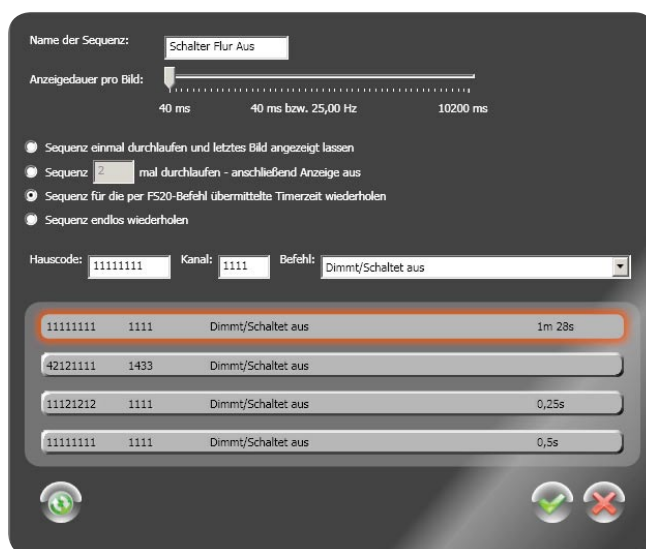 Name der Sequenz: Schalter Flur Aus
Anzeigedauer pro Bild:
40 ms 40 ms bzw. 25,00 Hz 10200 ms
Sequenz einmal durchlaufen und letztes Bild angezeigt lassen
Sequenz 2 mal durchlaufen - anschließend Anzeige aus
Sequenz für die per FS20-Befehl übermittelte Timerzeit wiederholen
Sequenz endlos wiederholen
Hauscode: 11111111 Kanal: 1111 Befehl: Dimmt/Schaltet aus
11111111 1111 Dimmt/Schaltet aus 1m 28s
42121111 1433 Dimmt/Schaltet aus
11121212 1111 Dimmt/Schaltet aus 0,25s
11111111 1111 Dimmt/Schaltet aus 0,5s